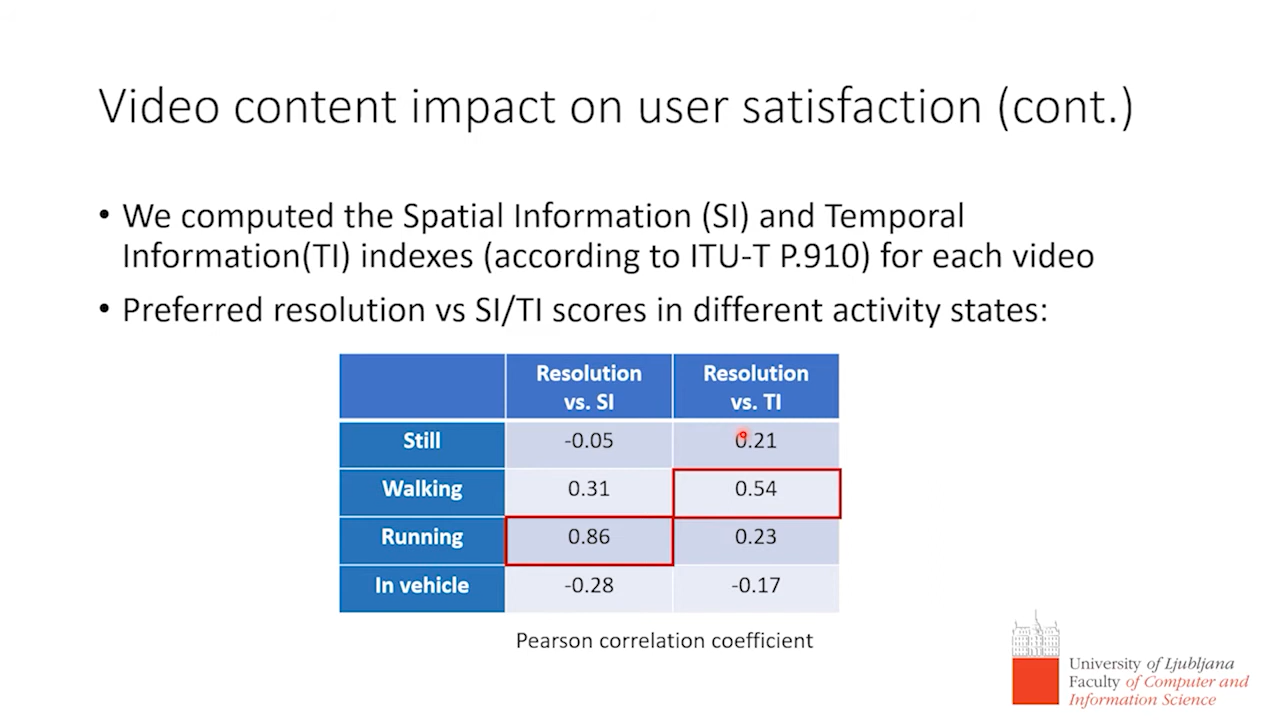 Video content impact on user satisfaction (cont.)
• We computed the Spatial Information (SI) and Temporal
Information(TI) indexes (according to ITU-T P.910) for each video
• Preferred resolution vs SI/TI scores in different activity states:
Resolution vs. SI Resolution vs. TI
Still -0.05 0.21
Walking 0.31 0.54
Running 0.86 0.23
In vehicle -0.28 -0.17
Pearson correlation coefficient
University of Ljubljana
Faculty of Computer and
Information Science